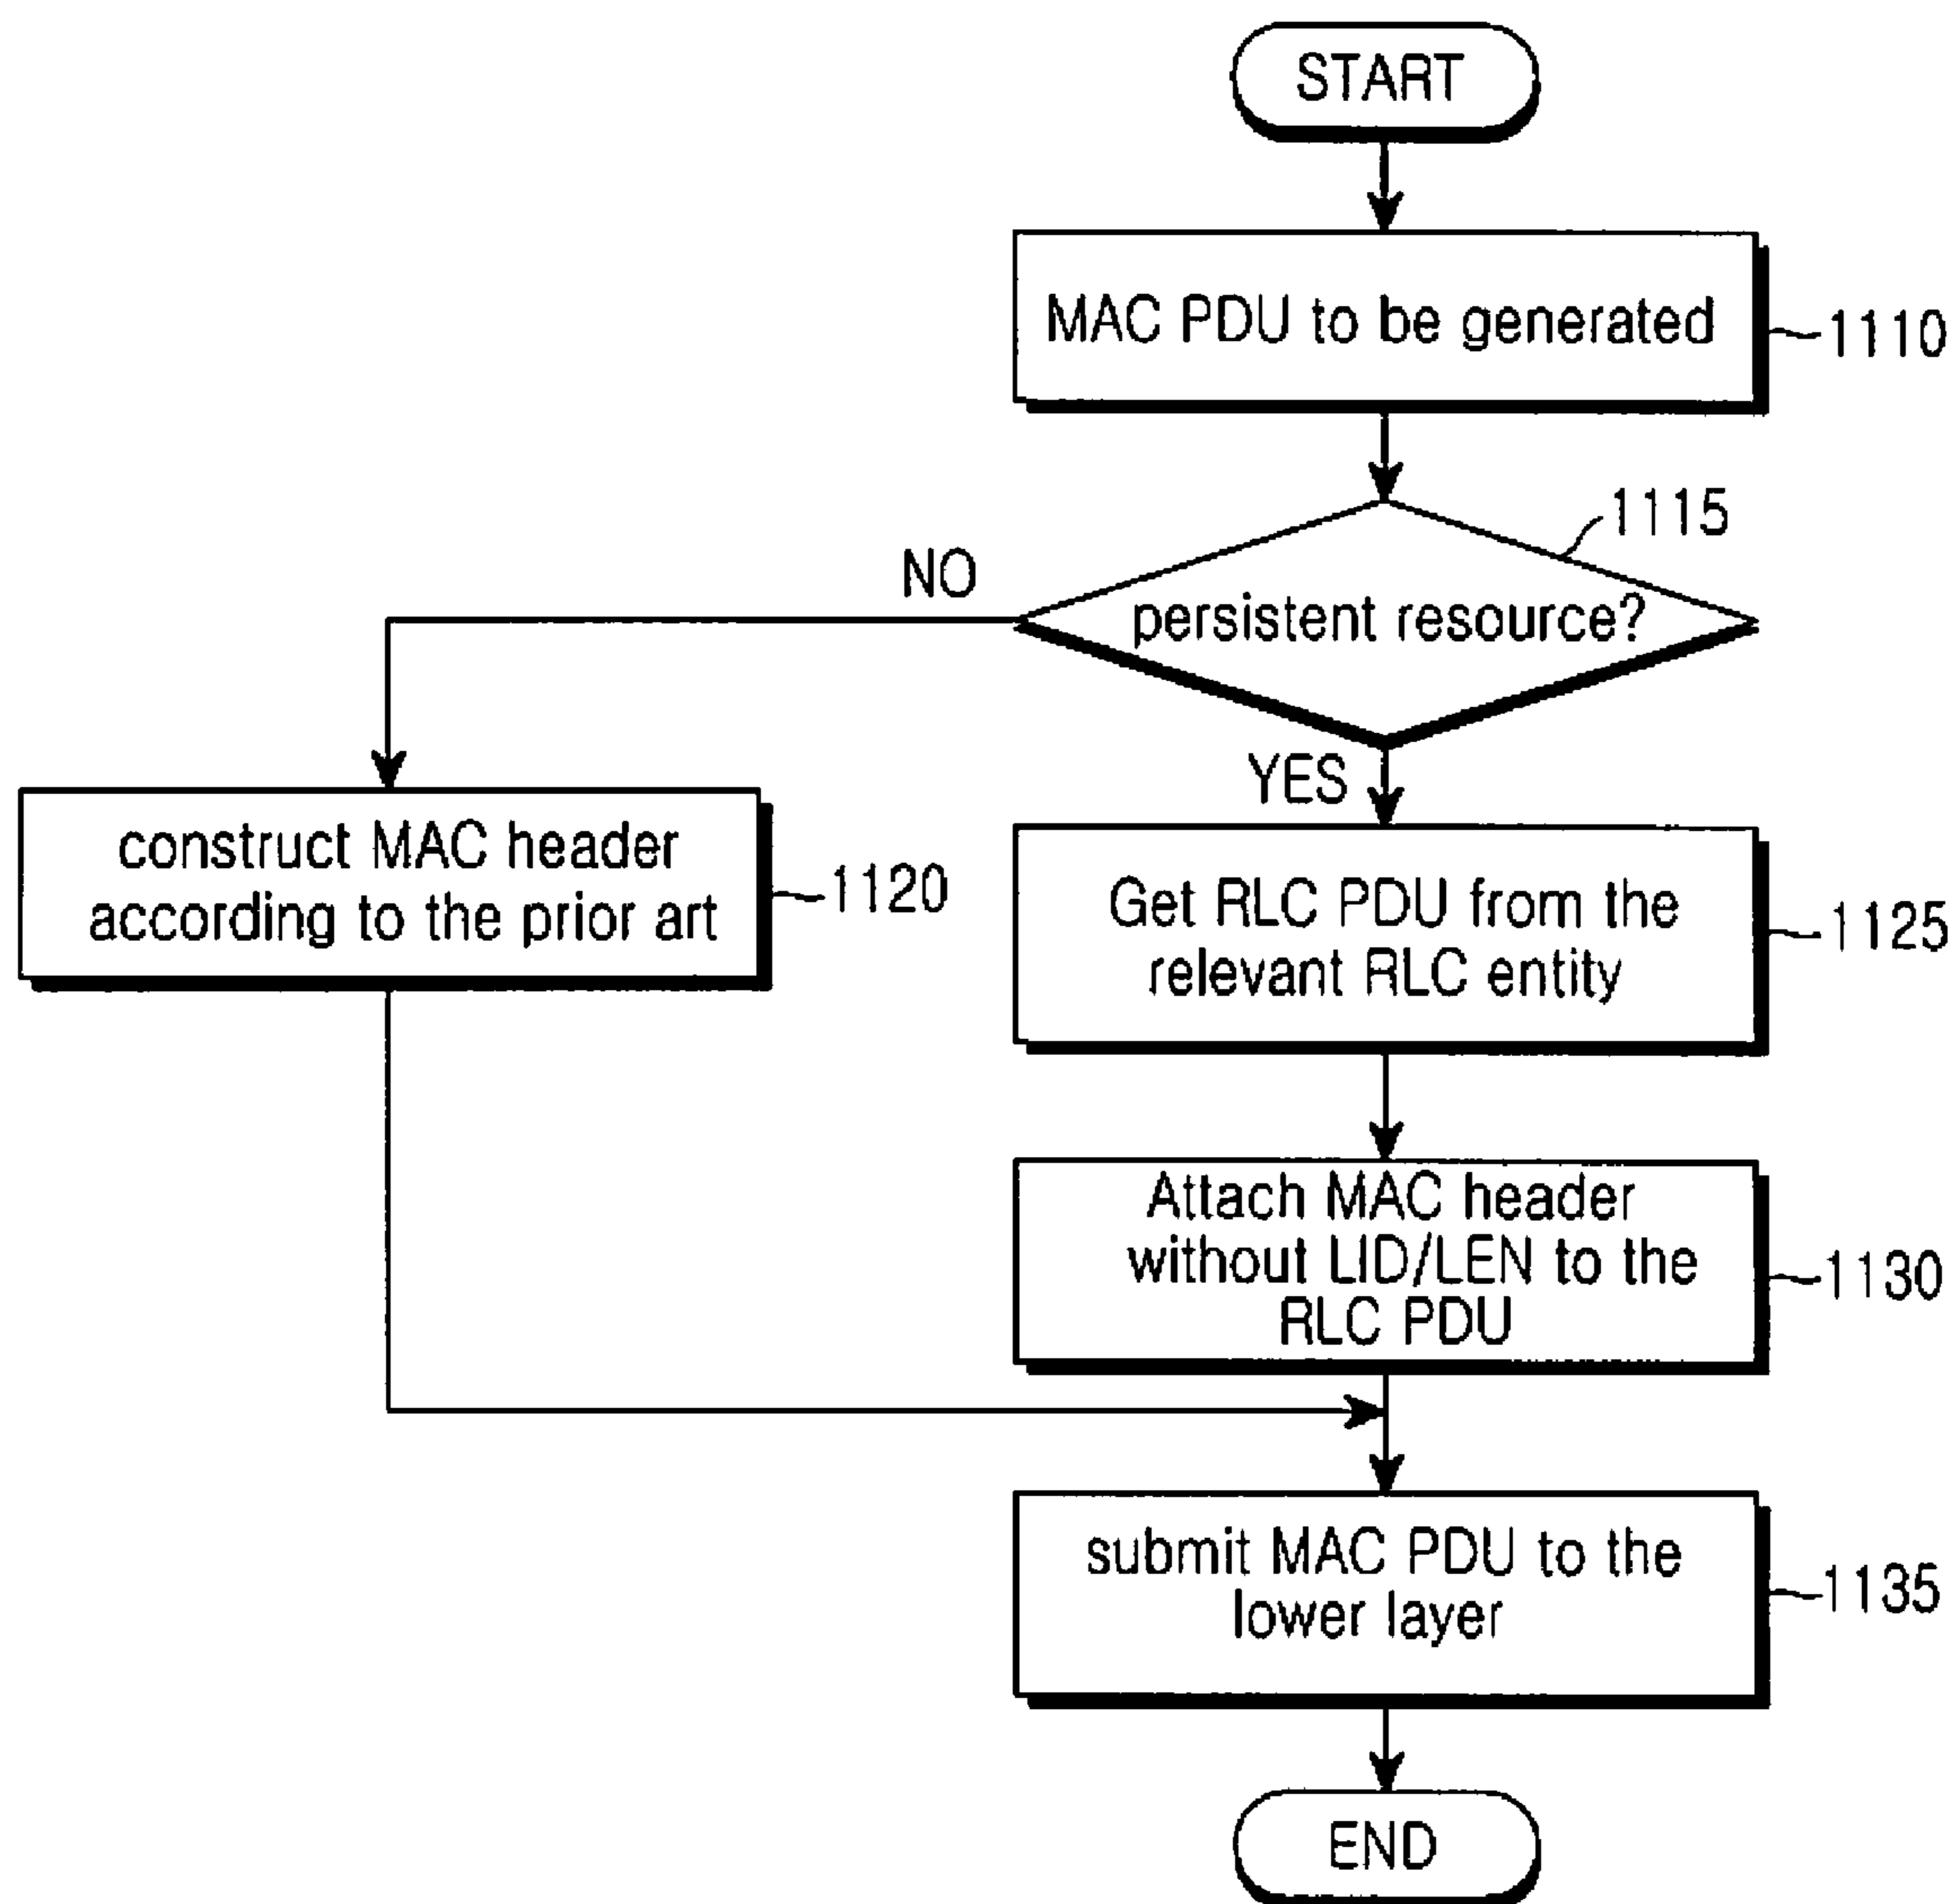 START
MAC PDU to be generated
1110
1115
persistent resource?
NO
YES
construct MAC header
according to the prior art
1120
Get RLC PDU from the
relevant RLC entity
1125
Attach MAC header
without LID/LEN to the
RLC PDU
1130
submit MAC PDU to the
lower layer
1135
END